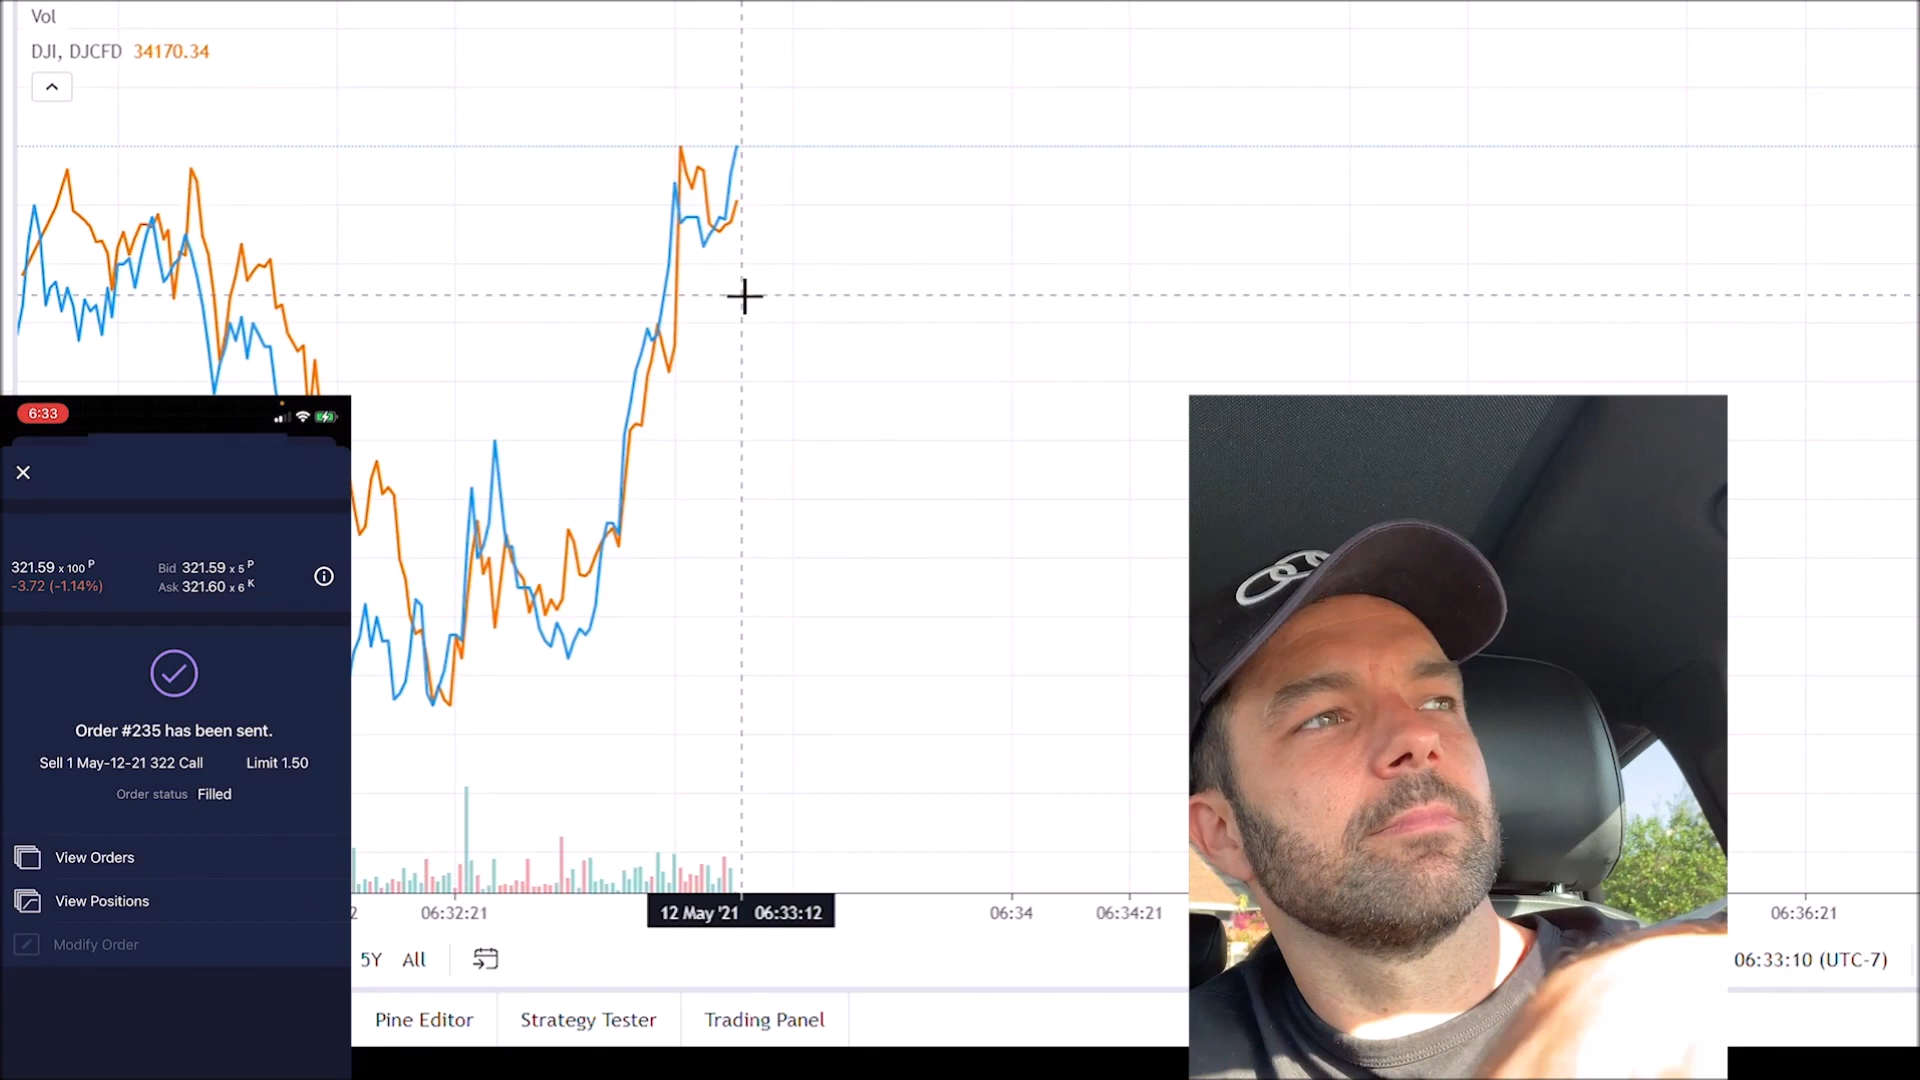 Vol
DJI, DJCFD 34170.34
6:33
321.59 x 100 P
-3.72 (-1.14%)
Bid 321.59 x 5 P
Ask 321.60 x 6 K
Order #235 has been sent.
Sell 1 May-12-21 322 Call Limit 1.50
Order status Filled
View Orders
View Positions
Modify Order
2 06:32:21 12 May '21 06:33:12 06:34 06:34:21 06:36:21
5Y All 06:33:10 (UTC-7)
Pine Editor Strategy Tester Trading Panel